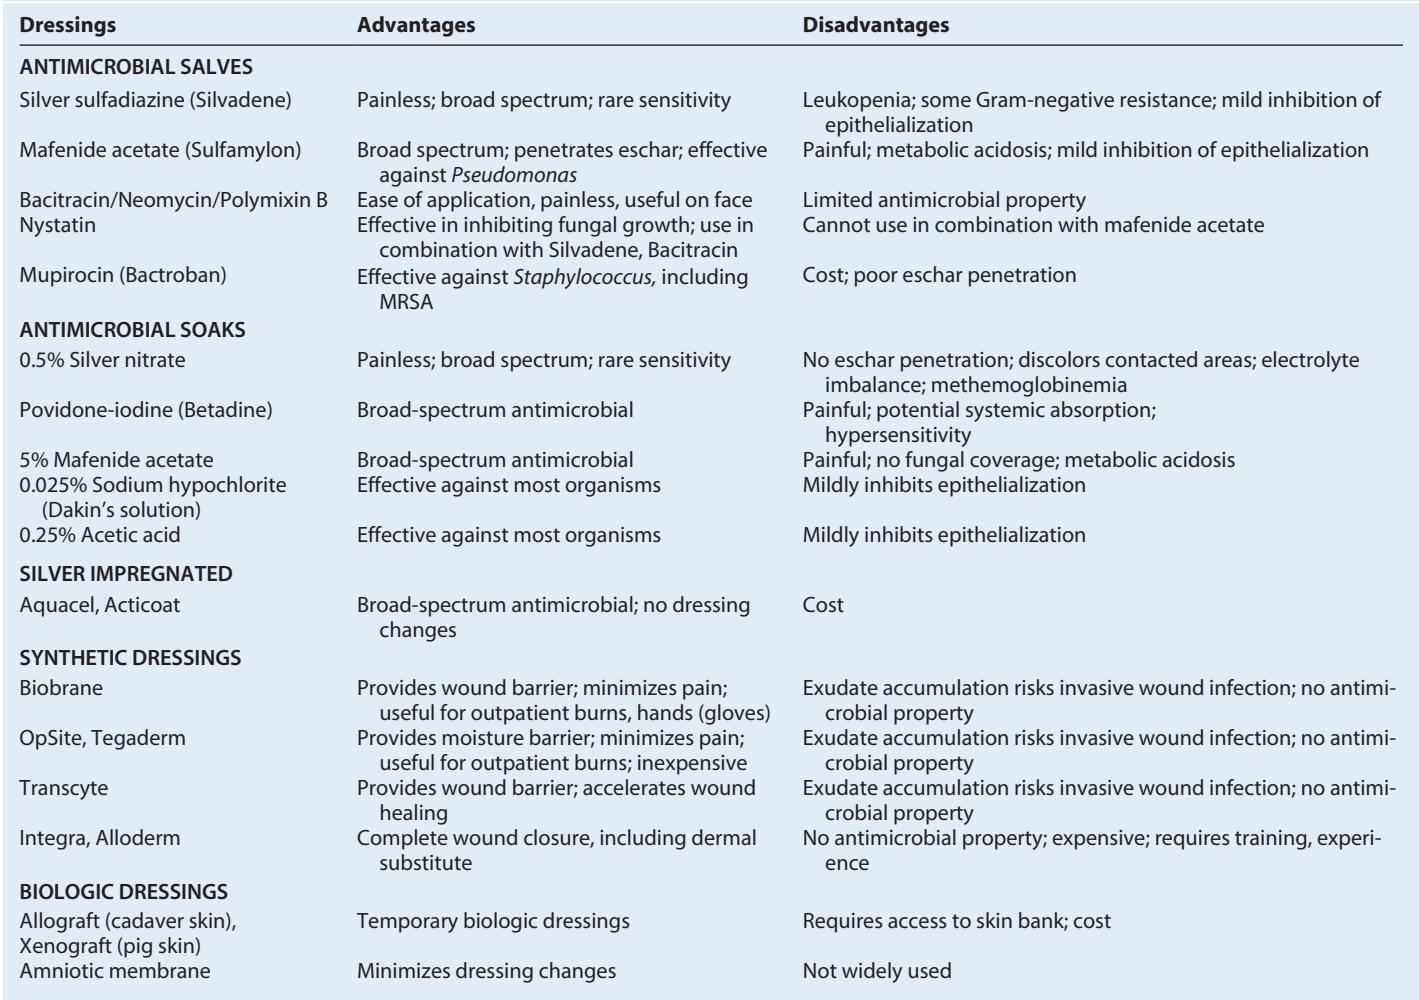 Dressings Advantages Disadvantages
ANTIMICROBIAL SALVES
Silver sulfadiazine (Silvadene) Painless; broad spectrum; rare sensitivity Leukopenia; some Gram-negative resistance; mild inhibition of
epithelialization
Mafenide acetate (Sulfamylon) Broad spectrum; penetrates eschar; effective Painful; metabolic acidosis; mild inhibition of epithelialization
against Pseudomonas
Bacitracin/Neomycin/Polymixin B Ease of application, painless, useful on face Limited antimicrobial property
Nystatin Effective in inhibiting fungal growth; use in Cannot use in combination with mafenide acetate
combination with Silvadene, Bacitracin
Mupirocin (Bactroban) Effective against Staphylococcus, including Cost; poor eschar penetration
MRSA
ANTIMICROBIAL SOAKS
0.5% Silver nitrate Painless; broad spectrum; rare sensitivity No eschar penetration; discolors contacted areas; electrolyte
imbalance; methemoglobinemia
Povidone-iodine (Betadine) Broad-spectrum antimicrobial Painful; potential systemic absorption;
hypersensitivity
5% Mafenide acetate Broad-spectrum antimicrobial Painful; no fungal coverage; metabolic acidosis
0.025% Sodium hypochlorite Effective against most organisms Mildly inhibits epithelialization
(Dakin's solution)
0.25% Acetic acid Effective against most organisms Mildly inhibits epithelialization
SILVER IMPREGNATED
Aquacel, Acticoat Broad-spectrum antimicrobial; no dressing Cost
changes
SYNTHETIC DRESSINGS
Biobrane Provides wound barrier; minimizes pain; Exudate accumulation risks invasive wound infection; no antimi-
useful for outpatient burns, hands (gloves) crobial property
OpSite, Tegaderm Provides moisture barrier; minimizes pain; Exudate accumulation risks invasive wound infection; no antimi-
useful for outpatient burns; inexpensive crobial property
Transcyte Provides wound barrier; accelerates wound Exudate accumulation risks invasive wound infection; no antimi-
healing crobial property
Integra, Alloderm Complete wound closure, including dermal No antimicrobial property; expensive; requires training, experi-
substitute ence
BIOLOGIC DRESSINGS
Allograft (cadaver skin), Temporary biologic dressings Requires access to skin bank; cost
Xenograft (pig skin)
Amniotic membrane Minimizes dressing changes Not widely used